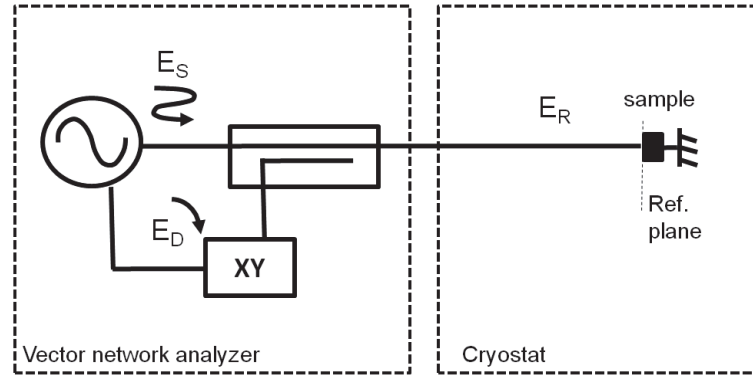 E_S
E_R
sample
E_D
XY
Ref.
plane
Vector network analyzer
Cryostat